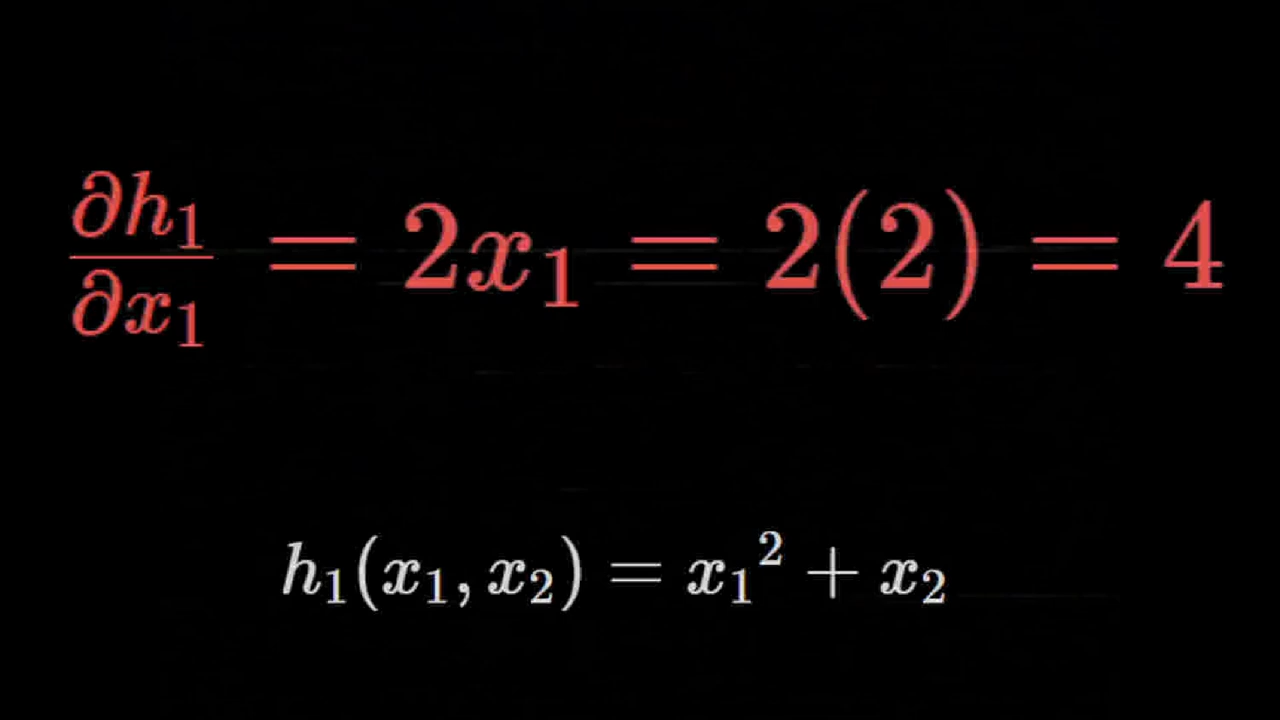 ∂h₁/∂x₁ = 2x₁ = 2(2) = 4
h₁(x₁, x₂) = x₁² + x₂